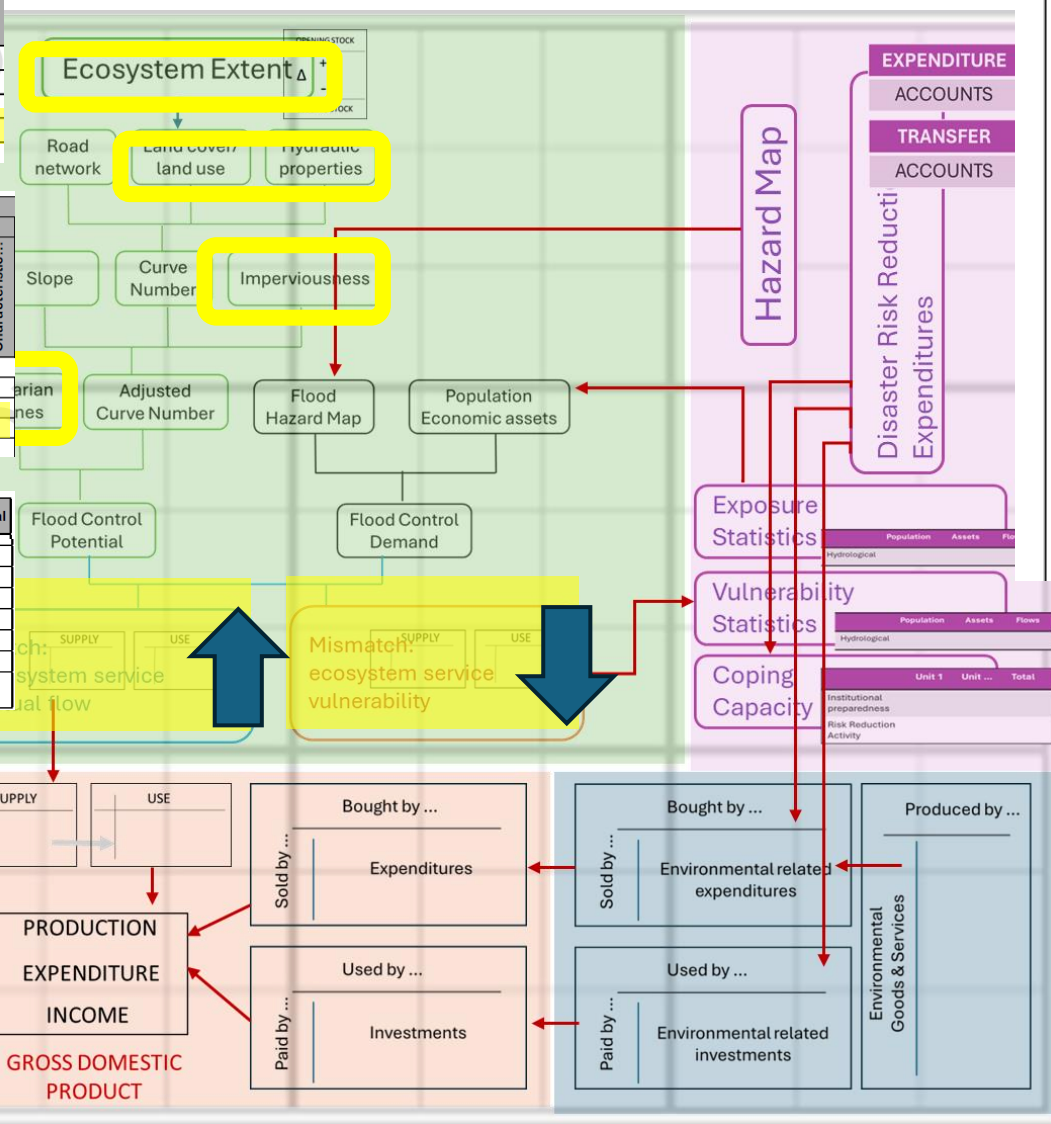 OPENING STOCK
Ecosystem Extent Δ
+
-
EXPENDITURE
ACCOUNTS
TRANSFER
ACCOUNTS
Road
network
Land cover/
land use
Hydraulic
properties
Hazard Map
Disaster Risk Reducti
Expenditures
Slope
Curve
Number
Imperviousness
arian
nes
Adjusted
Curve Number
Flood
Hazard Map
Population
Economic assets
Flood Control
Potential
Flood Control
Demand
Exposure
Statistics
Population Assets Flo
Hydrological
Vulnerability
Statistics
Population Assets Flows
Hydrological
Coping
Capacity
Unit 1 Unit ... Total
Institutional
preparedness
Risk Reduction
Activity
ch:
system service
ual flow
SUPPLY
USE
Mismatch:
ecosystem service
vulnerability
SUPPLY
USE
UPPLY
USE
PRODUCTION
EXPENDITURE
INCOME
GROSS DOMESTIC
PRODUCT
Bought by ...
Sold by ...
Expenditures
Used by ...
Paid by ...
Investments
Bought by ...
Sold by ...
Environmental related
expenditures
Used by ...
Paid by ...
Environmental related
investments
Produced by ...
Environmental
Goods & Services